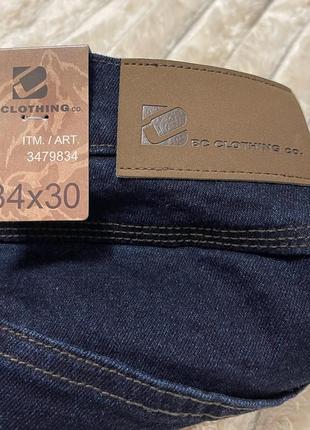 CLOTHING CO.
ITM. / ART.
3479834
34x30
BC CLOTHING CO.